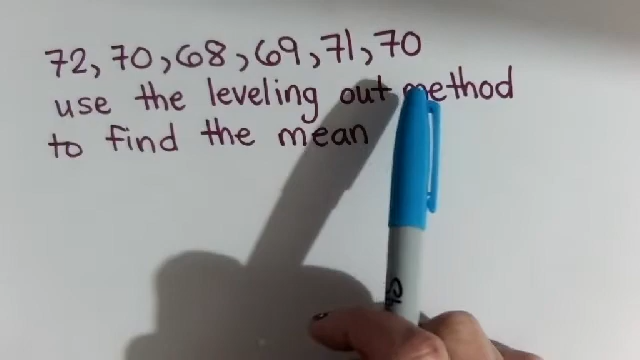 72, 70, 68, 69, 71, 70
use the leveling out method
to find the mean